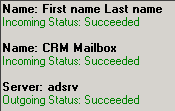 Name: First name Last name
Incoming Status: Succeeded
Name: CRM Mailbox
Incoming Status: Succeeded
Server: adsrv
Outgoing Status: Succeeded